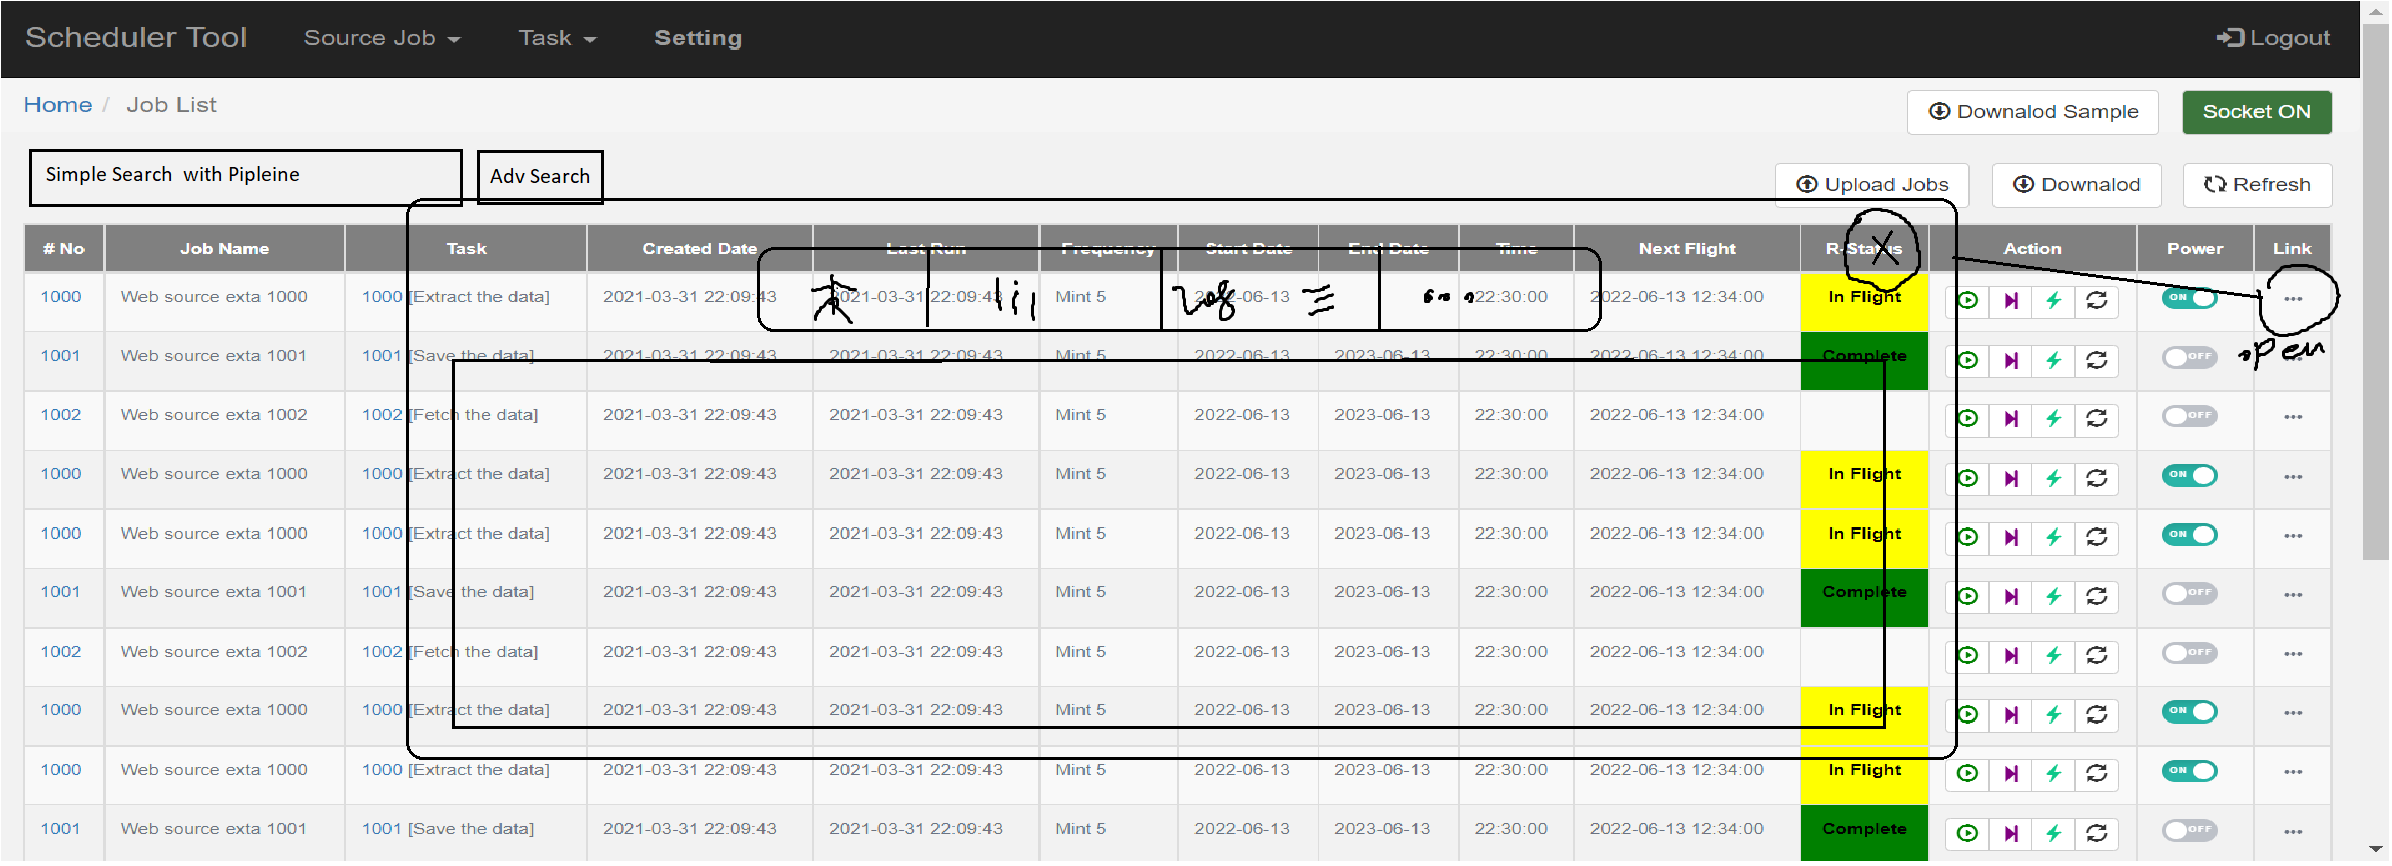 Scheduler Tool Source Job Task Setting Logout
Home / Job List
Downalod Sample Socket ON
Simple Search with Pipleine Adv Search
Upload Jobs Downalod Refresh
# No Job Name Task Created Date Last Run Frequency Start Date End Date Time Next Flight R-Status Action Power Link
X
1000 Web source exta 1000 1000 [Extract the data] 2021-03-31 22:09:43 2021-03-31 22:09:43 Mint 5 2022-06-13 22:30:00 2022-06-13 12:34:00 In Flight ON ...
open
1001 Web source exta 1001 1001 [Save the data] 2021-03-31 22:09:43 2021-03-31 22:09:43 Mint 5 2022-06-13 2023-06-13 22:30:00 2022-06-13 12:34:00 Complete OFF ...
1002 Web source exta 1002 1002 [Fetch the data] 2021-03-31 22:09:43 2021-03-31 22:09:43 Mint 5 2022-06-13 2023-06-13 22:30:00 2022-06-13 12:34:00 OFF ...
1000 Web source exta 1000 1000 [Extract the data] 2021-03-31 22:09:43 2021-03-31 22:09:43 Mint 5 2022-06-13 2023-06-13 22:30:00 2022-06-13 12:34:00 In Flight ON ...
1000 Web source exta 1000 1000 [Extract the data] 2021-03-31 22:09:43 2021-03-31 22:09:43 Mint 5 2022-06-13 2023-06-13 22:30:00 2022-06-13 12:34:00 In Flight ON ...
1001 Web source exta 1001 1001 [Save the data] 2021-03-31 22:09:43 2021-03-31 22:09:43 Mint 5 2022-06-13 2023-06-13 22:30:00 2022-06-13 12:34:00 Complete OFF ...
1002 Web source exta 1002 1002 [Fetch the data] 2021-03-31 22:09:43 2021-03-31 22:09:43 Mint 5 2022-06-13 2023-06-13 22:30:00 2022-06-13 12:34:00 OFF ...
1000 Web source exta 1000 1000 [Extract the data] 2021-03-31 22:09:43 2021-03-31 22:09:43 Mint 5 2022-06-13 2023-06-13 22:30:00 2022-06-13 12:34:00 In Flight ON ...
1000 Web source exta 1000 1000 [Extract the data] 2021-03-31 22:09:43 2021-03-31 22:09:43 Mint 5 2022-06-13 2023-06-13 22:30:00 2022-06-13 12:34:00 In Flight ON ...
1001 Web source exta 1001 1001 [Save the data] 2021-03-31 22:09:43 2021-03-31 22:09:43 Mint 5 2022-06-13 2023-06-13 22:30:00 2022-06-13 12:34:00 Complete OFF ...